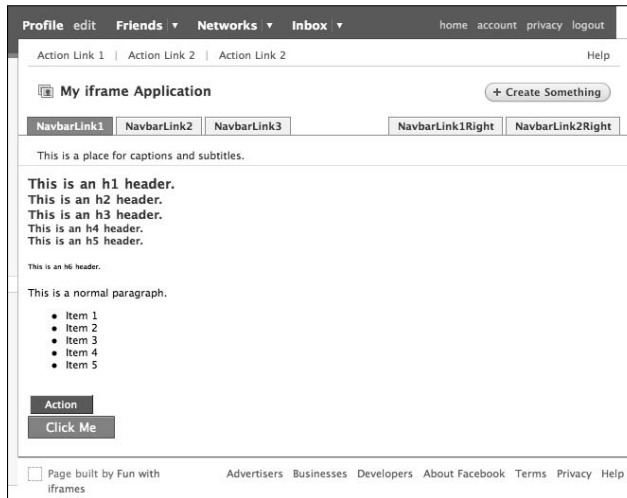 Profile edit Friends ▾ Networks ▾ Inbox ▾ home account privacy logout
Action Link 1 | Action Link 2 | Action Link 2 Help
My iframe Application + Create Something
NavbarLink1 NavbarLink2 NavbarLink3 NavbarLink1Right NavbarLink2Right
This is a place for captions and subtitles.
This is an h1 header.
This is an h2 header.
This is an h3 header.
This is an h4 header.
This is an h5 header.
This is an h6 header.
This is a normal paragraph.
• Item 1
• Item 2
• Item 3
• Item 4
• Item 5
Action
Click Me
Page built by Fun with Advertisers Businesses Developers About Facebook Terms Privacy Help
iframes